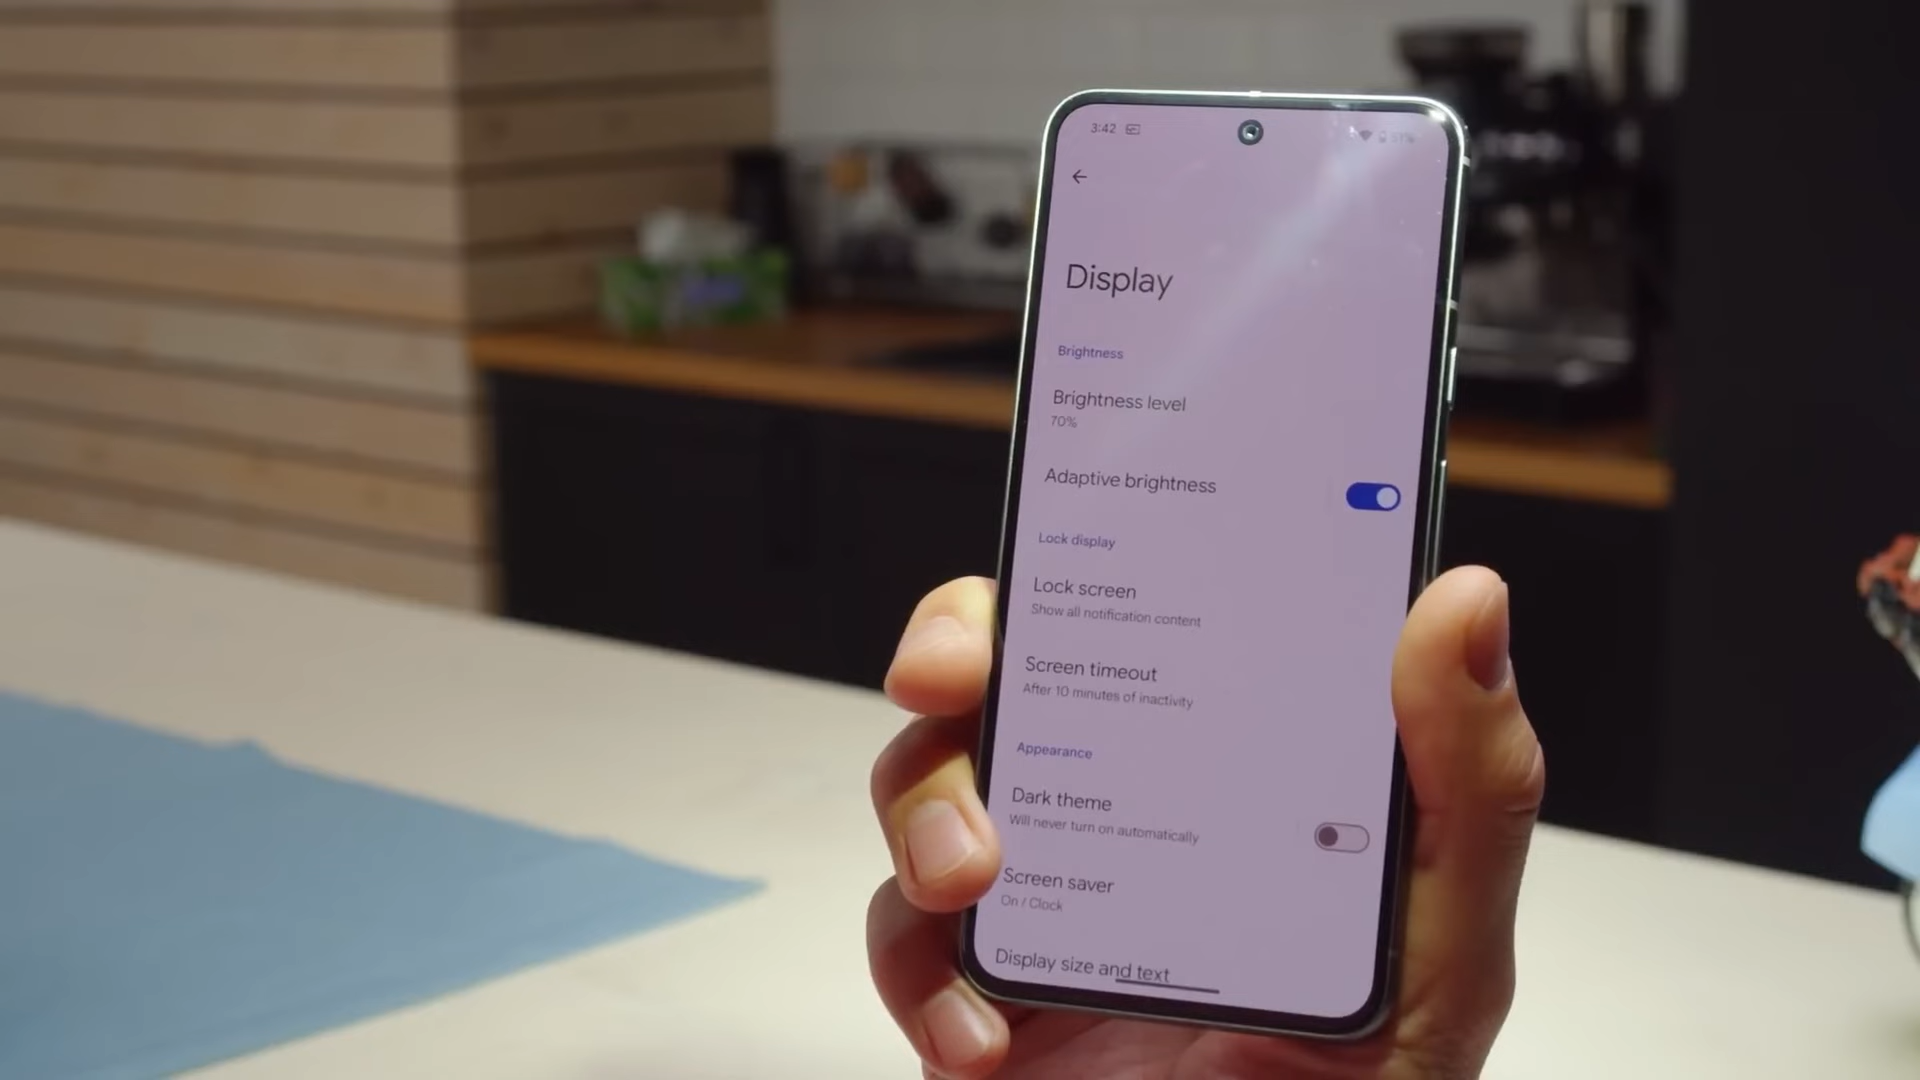 3:42
Display
Brightness
Brightness level
70%
Adaptive brightness
Lock display
Lock screen
Show all notification content
Screen timeout
After 10 minutes of inactivity
Appearance
Dark theme
Will never turn on automatically
Screen saver
On / Clock
Display size and text